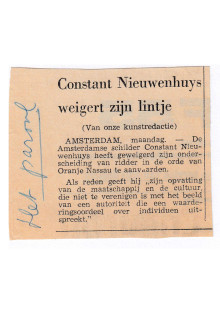 Het parool
Constant Nieuwenhuys
weigert zijn lintje
(Van onze kunstredactie)
AMSTERDAM, maandag. — De
Amsterdamse schilder Constant Nieu-
wenhuys heeft geweigerd zijn onder-
scheiding van ridder in de orde van
Oranje Nassau te aanvaarden.
Als reden geeft hij „zijn opvatting
van de maatschappij en de cultuur,
die niet te verenigen is met het beeld
van een autoriteit die een waarde-
ringsoordeel over individuen uit-
spreekt."